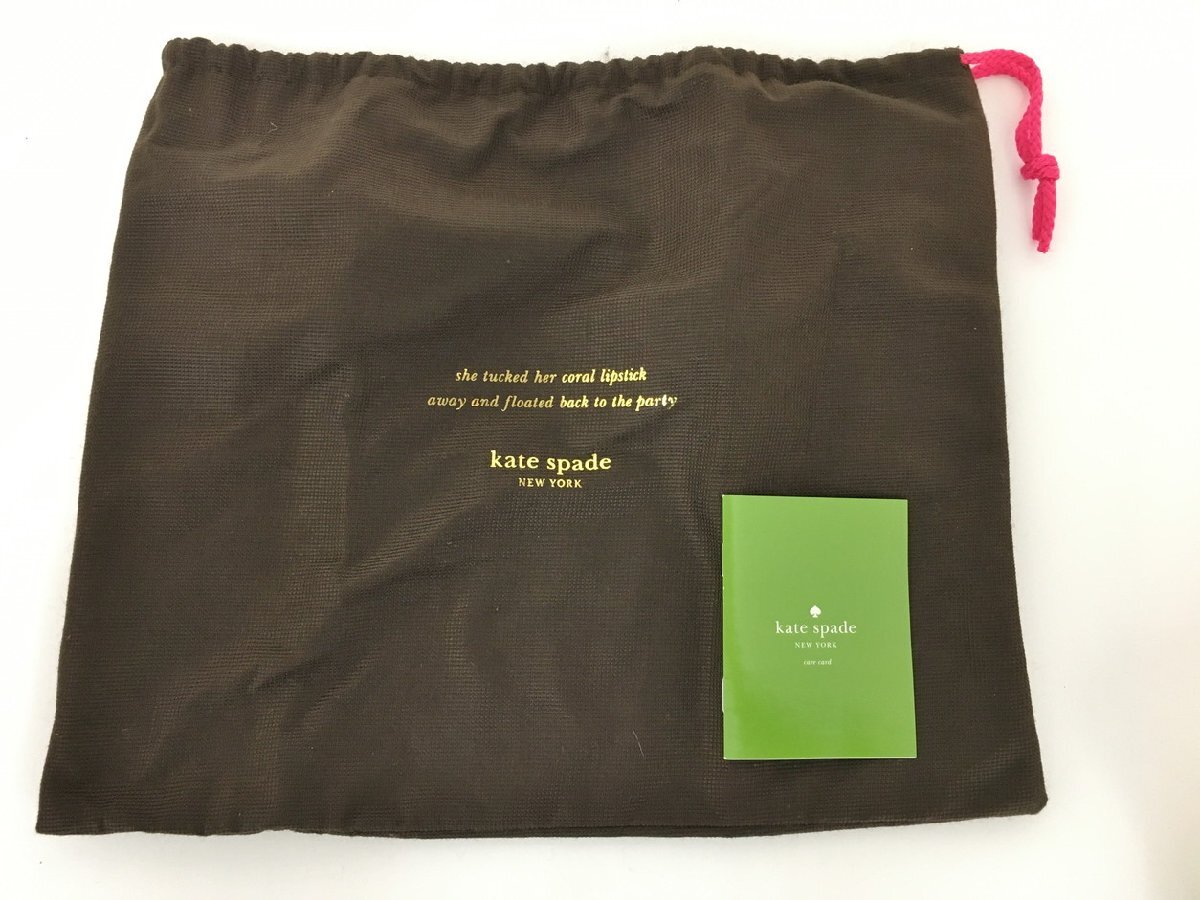 she tucked her coral lipstick
away and floated back to the party
kate spade
NEW YORK
kate spade
NEW YORK
care card